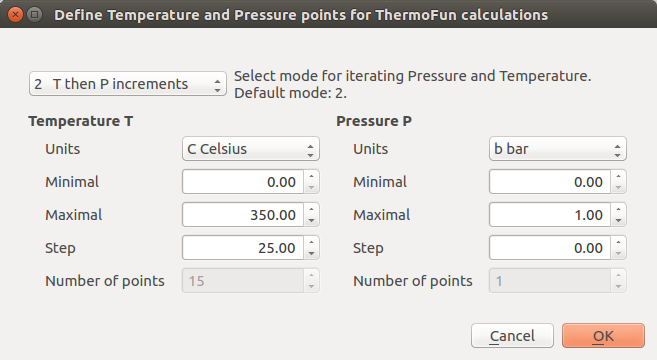 Define Temperature and Pressure points for ThermoFun calculations
2 T then P increments
Select mode for iterating Pressure and Temperature.
Default mode: 2.
Temperature T
Pressure P
Units C Celsius
Units b bar
Minimal 0.00
Minimal 0.00
Maximal 350.00
Maximal 1.00
Step 25.00
Step 0.00
Number of points 15
Number of points 1
Cancel
OK